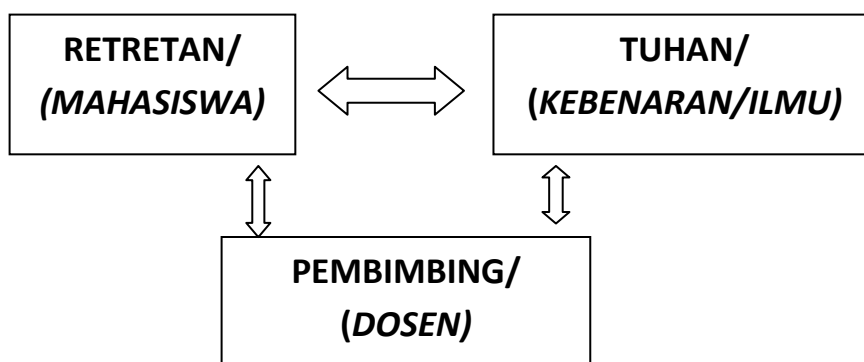 RETRETAN/
(MAHASISWA)
TUHAN/
(KEBENARAN/ILMU)
PEMBIMBING/
(DOSEN)